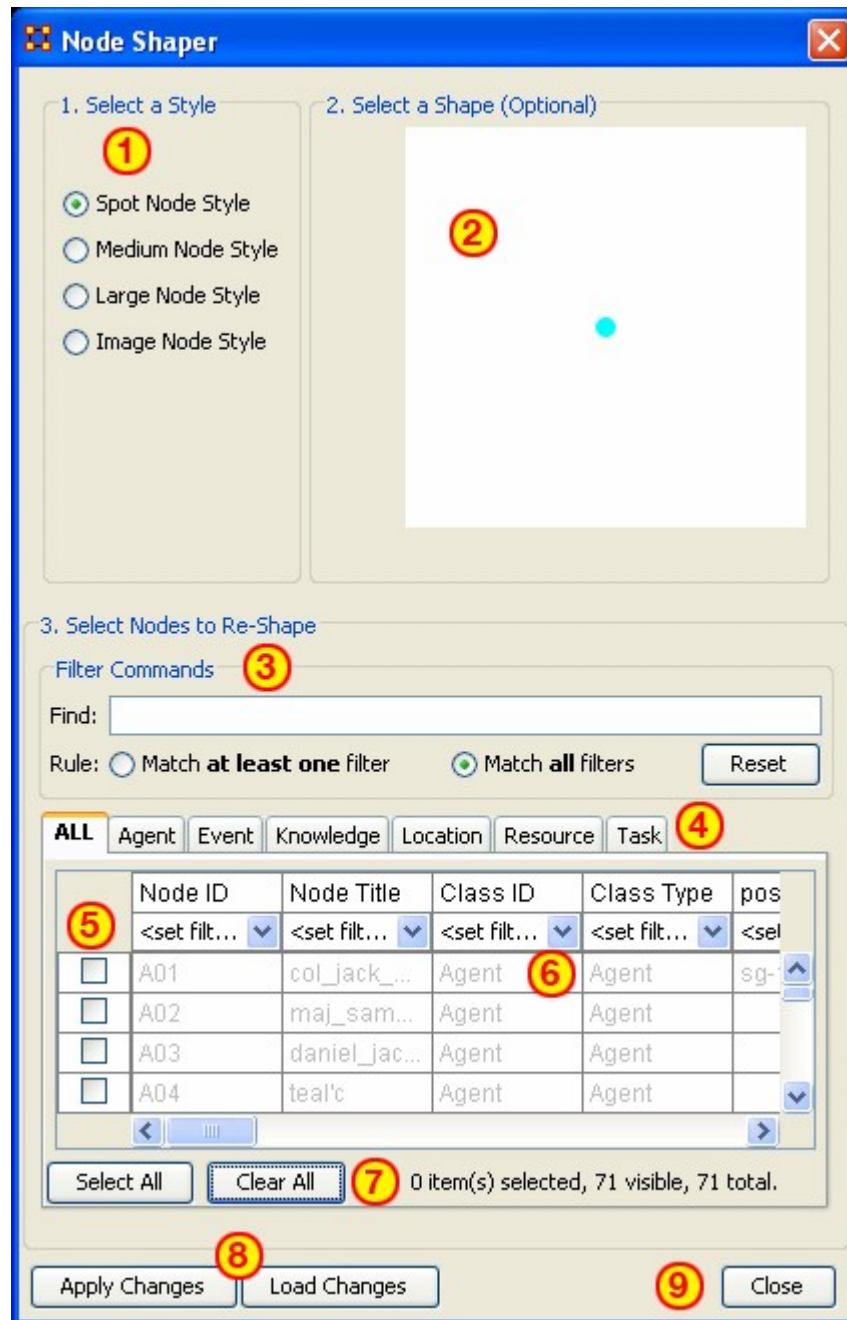 Node Shaper
1. Select a Style
2. Select a Shape (Optional)
1
Spot Node Style
2
Medium Node Style
Large Node Style
Image Node Style
3. Select Nodes to Re-Shape
Filter Commands 3
Find:
Rule: Match at least one filter Match all filters Reset
ALL Agent Event Knowledge Location Resource Task 4
Node ID Node Title Class ID Class Type pos
5 <set filt... <set filt... <set filt... <set filt... <sel
A01 col_jack_... Agent 6 Agent sg-
A02 maj_sam... Agent Agent
A03 daniel_jac... Agent Agent
A04 teal'c Agent Agent
Select All Clear All 7 0 item(s) selected, 71 visible, 71 total.
8
Apply Changes Load Changes 9 Close